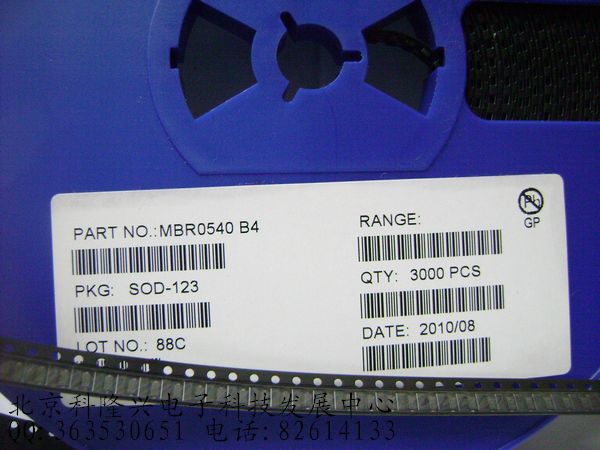 PART NO.:MBR0540 B4
PKG: SOD-123
LOT NO.: 88C
RANGE:
QTY: 3000 PCS
DATE: 2010/08
Pb
GP
北京科隆兴电子科技发展中心
QQ:363530651 电话:82614133